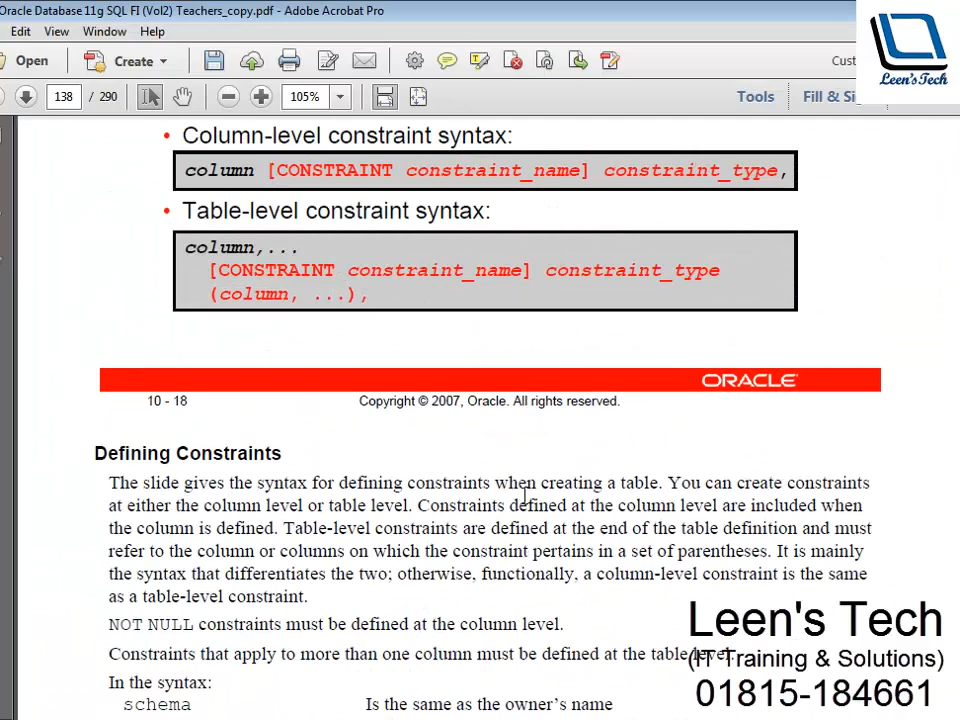 Oracle Database 11g SQL FI (Vol2) Teachers_copy.pdf - Adobe Acrobat Pro
Edit View Window Help
Open Create Cust
138 / 290 105% Tools Fill & Si
Leen'sTech
• Column-level constraint syntax:
column [CONSTRAINT constraint_name] constraint_type,
• Table-level constraint syntax:
column,...
[CONSTRAINT constraint_name] constraint_type
(column, ...),
ORACLE
10 - 18 Copyright © 2007, Oracle. All rights reserved.
Defining Constraints
The slide gives the syntax for defining constraints when creating a table. You can create constraints
at either the column level or table level. Constraints defined at the column level are included when
the column is defined. Table-level constraints are defined at the end of the table definition and must
refer to the column or columns on which the constraint pertains in a set of parentheses. It is mainly
the syntax that differentiates the two; otherwise, functionally, a column-level constraint is the same
as a table-level constraint.
NOT NULL constraints must be defined at the column level.
Constraints that apply to more than one column must be defined at the table level.
In the syntax:
schema Is the same as the owner's name
Leen's Tech
(IT Training & Solutions)
01815-184661